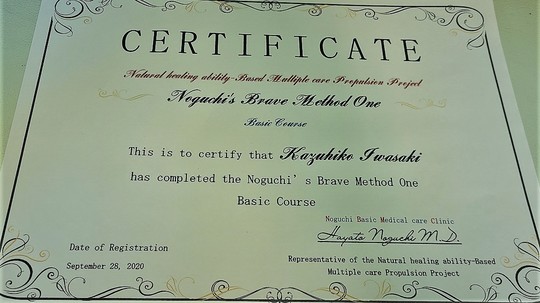 CERTIFICATE
Natural healing ability-Based Multiple care Propulsion Project
Noguchi's Brave Method One
Basic Course
This is to certify that Kazuhiko Iwasaki
has completed the Noguchi's Brave Method One
Basic Course
Noguchi Basic Medical care Clinic
Hayato Noguchi M.D.
Date of Registration
September 28, 2020
Representative of the Natural healing ability-Based
Multiple care Propulsion Project